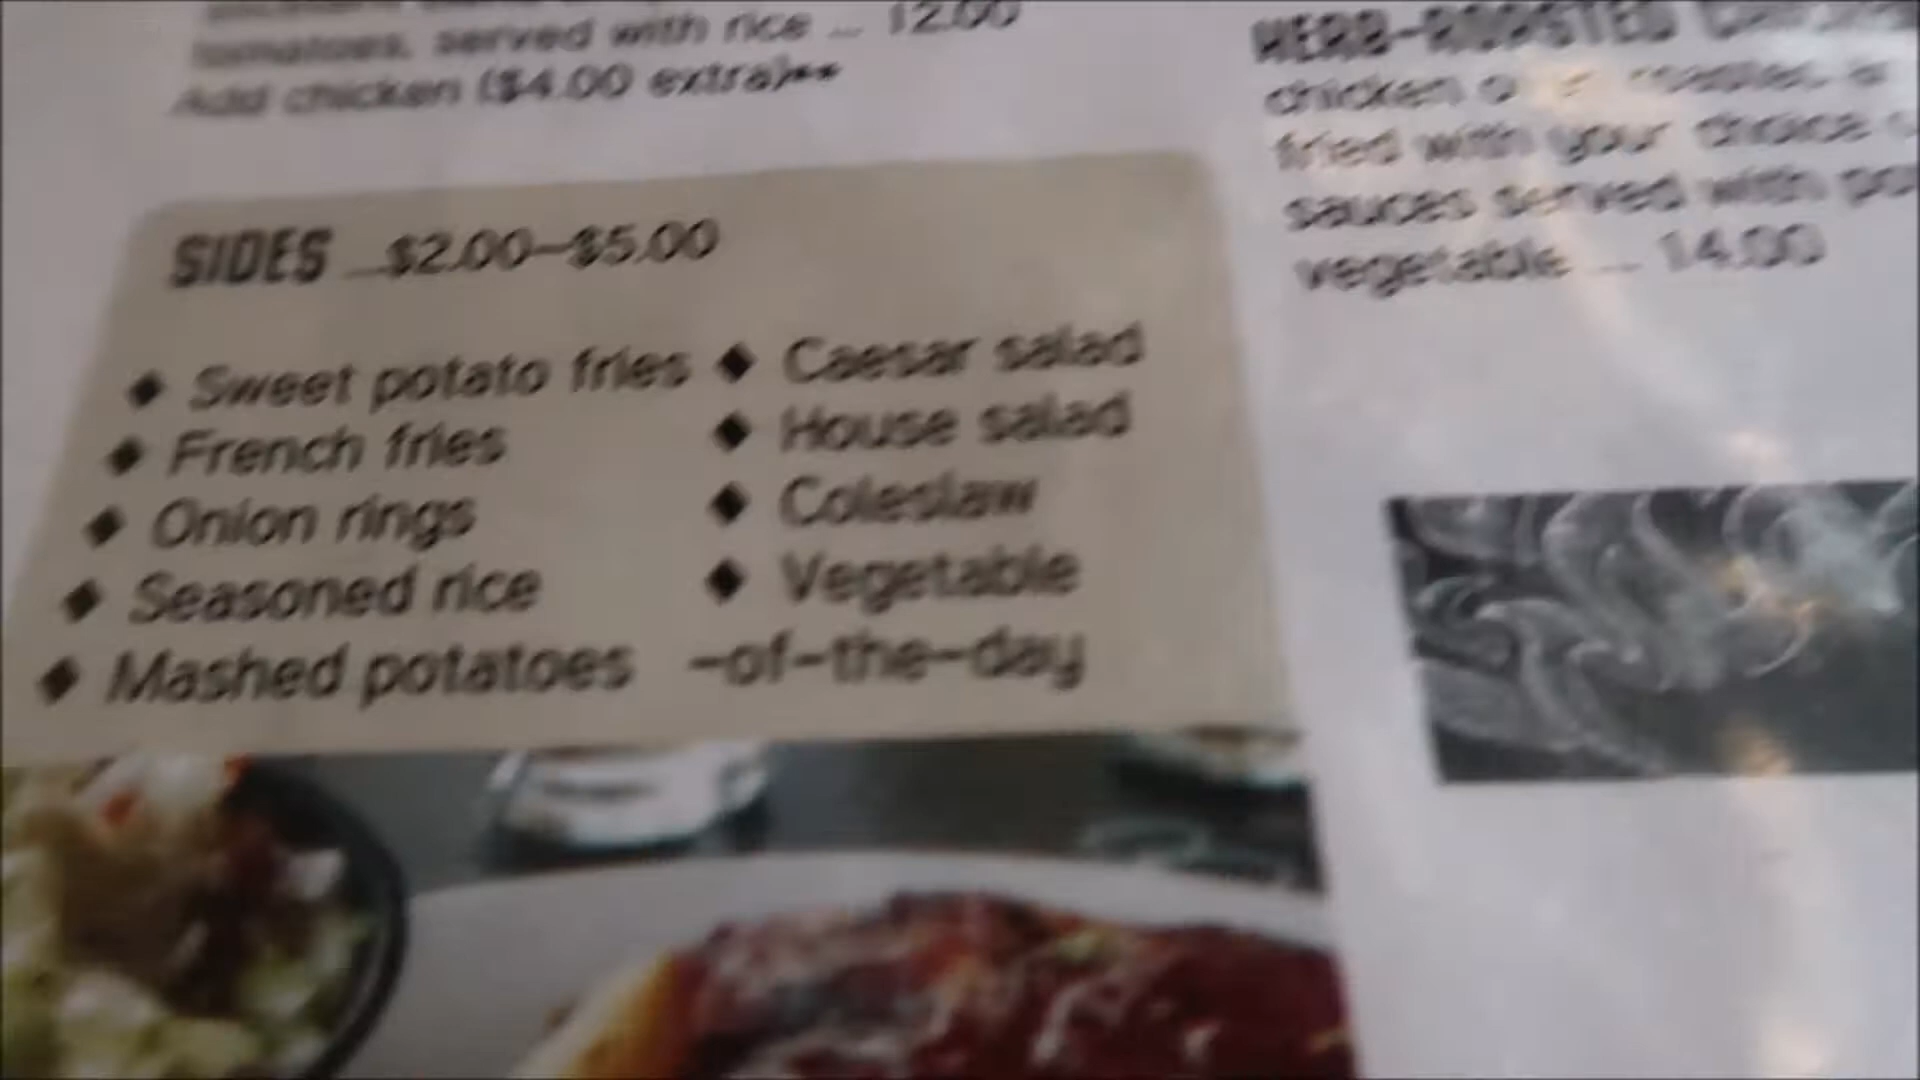 tomatoes, served with rice ... 12.00
Add chicken ($4.00 extra)**
SIDES ...$2.00-$5.00
◆ Sweet potato fries
◆ French fries
◆ Onion rings
◆ Seasoned rice
◆ Mashed potatoes
◆ Caesar salad
◆ House salad
◆ Coleslaw
◆ Vegetable
-of-the-day
HERB-ROASTED
chicken
fried with your choice
sauces served with
vegetable ... 14.00